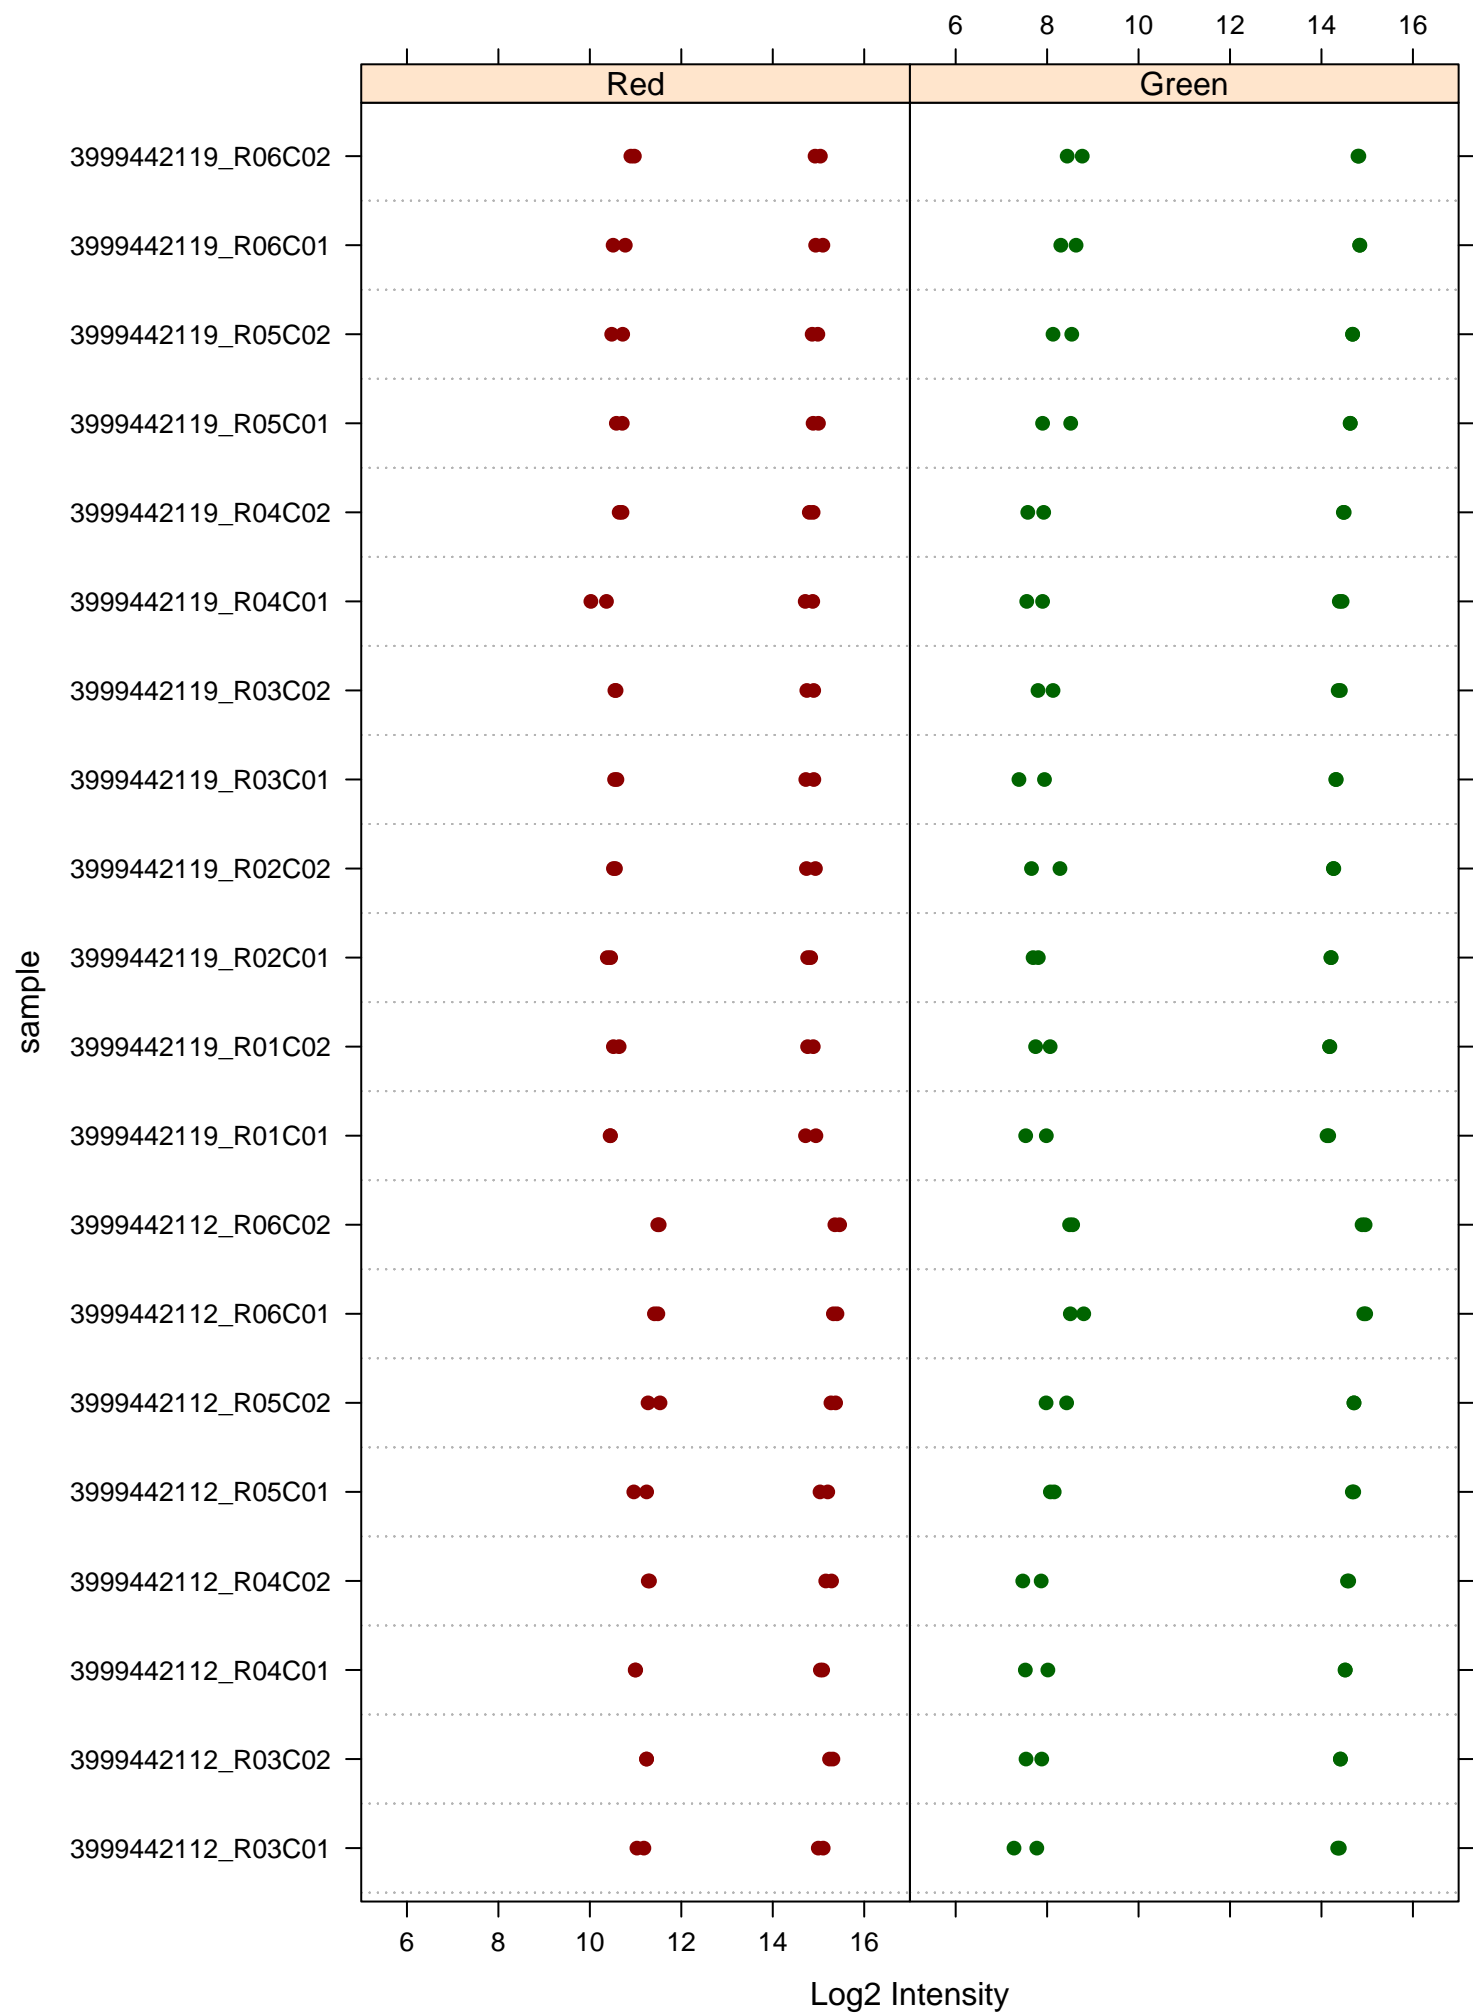 6 8 10 12 14 16
Red Green
3999442119_R06C02
3999442119_R06C01
3999442119_R05C02
3999442119_R05C01
3999442119_R04C02
3999442119_R04C01
3999442119_R03C02
3999442119_R03C01
3999442119_R02C02
3999442119_R02C01
3999442119_R01C02
3999442119_R01C01
3999442112_R06C02
3999442112_R06C01
3999442112_R05C02
3999442112_R05C01
3999442112_R04C02
3999442112_R04C01
3999442112_R03C02
3999442112_R03C01
sample
6 8 10 12 14 16
Log2 Intensity